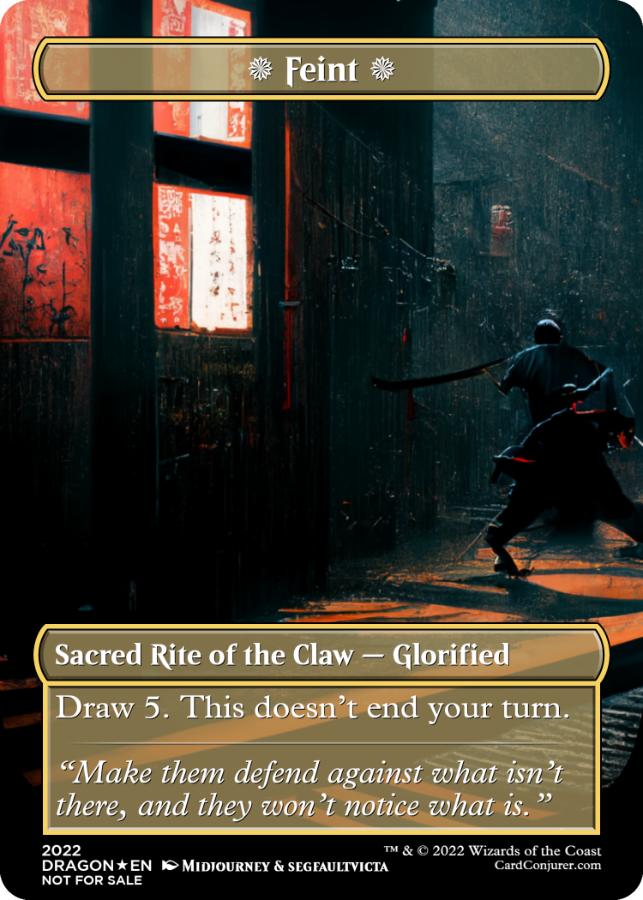 Feint
Sacred Rite of the Claw — Glorified
Draw 5. This doesn't end your turn.
“Make them defend against what isn't
there, and they won't notice what is.”
2022
DRAGON★EN MIDJOURNEY & SEGFAULTVICTA
NOT FOR SALE
™ & © 2022 Wizards of the Coast
CardConjurer.com